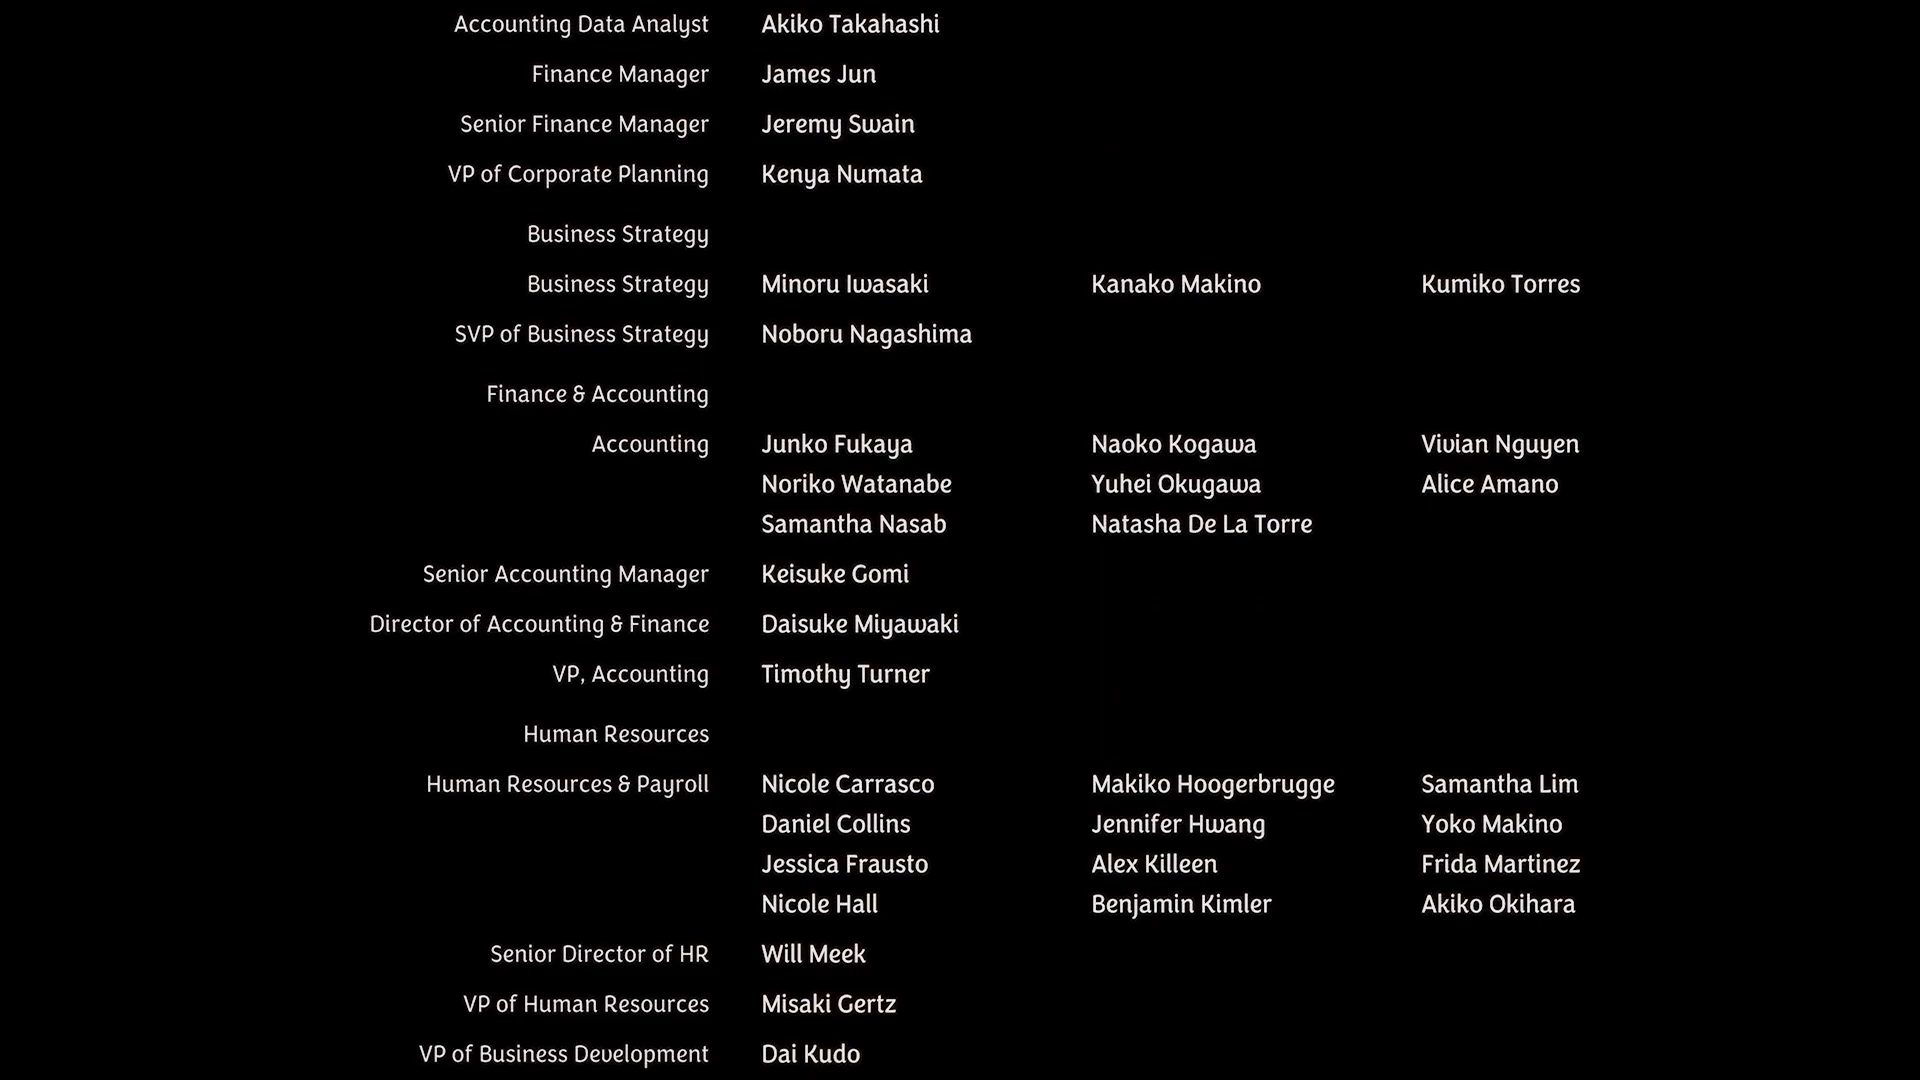 Accounting Data Analyst Akiko Takahashi
Finance Manager James Jun
Senior Finance Manager Jeremy Swain
VP of Corporate Planning Kenya Numata
Business Strategy
Business Strategy Minoru Iwasaki Kanako Makino Kumiko Torres
SVP of Business Strategy Noboru Nagashima
Finance & Accounting
Accounting Junko Fukaya Naoko Kogawa Vivian Nguyen
Noriko Watanabe Yuhei Okugawa Alice Amano
Samantha Nasab Natasha De La Torre
Senior Accounting Manager Keisuke Gomi
Director of Accounting & Finance Daisuke Miyawaki
VP, Accounting Timothy Turner
Human Resources
Human Resources & Payroll Nicole Carrasco Makiko Hoogerbrugge Samantha Lim
Daniel Collins Jennifer Hwang Yoko Makino
Jessica Frausto Alex Killeen Frida Martinez
Nicole Hall Benjamin Kimler Akiko Okihara
Senior Director of HR Will Meek
VP of Human Resources Misaki Gertz
VP of Business Development Dai Kudo